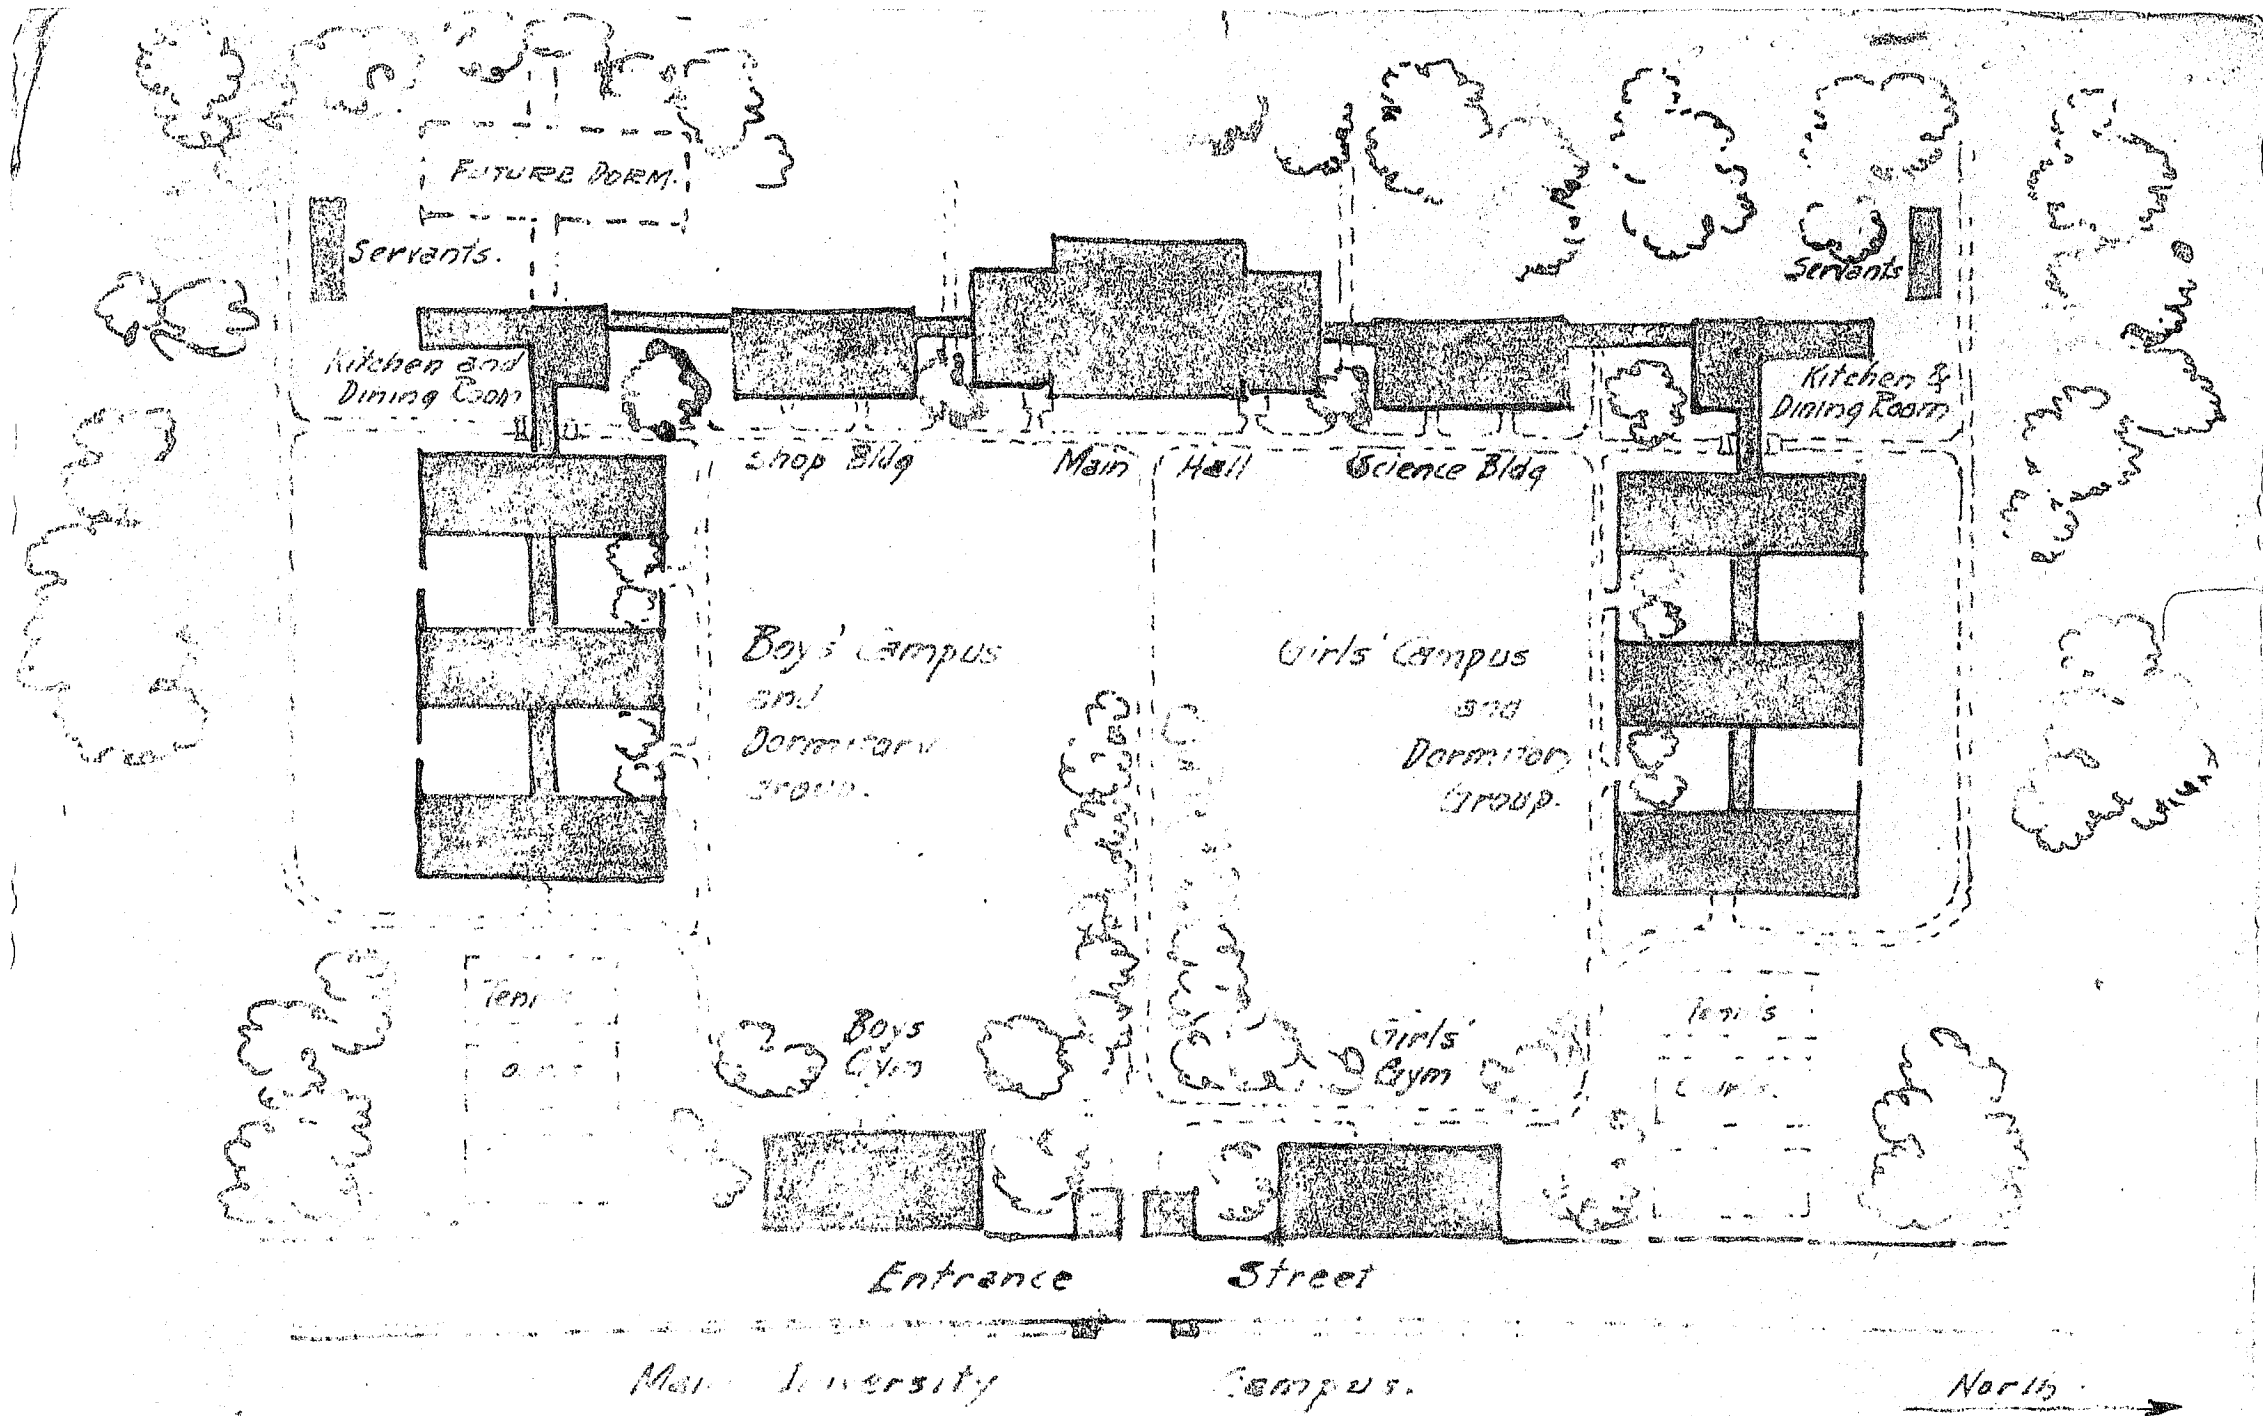 FUTURE DORM.
Servants.
Servants
Kitchen and
Dining Room
Kitchen &
Dining Room
Shop Bldg
Main Hall
Science Bldg
Boys' Campus
and
Dormitory
group.
Girls' Campus
and
Dormitory
Group.
Tennis
Boys
Gym
Girls'
Gym
Entrance Street
Main University Campus.
North